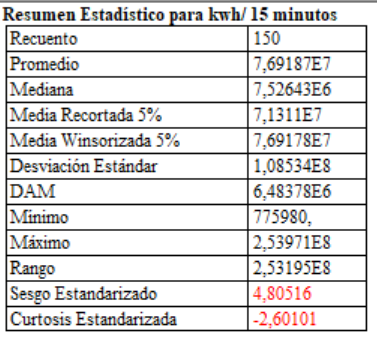 Resumen Estadístico para kwh/ 15 minutos
Recuento 150
Promedio 7,69187E7
Mediana 7,52643E6
Media Recortada 5% 7,1311E7
Media Winsorizada 5% 7,69178E7
Desviación Estándar 1,08534E8
DAM 6,48378E6
Mínimo 775980,
Máximo 2,53971E8
Rango 2,53195E8
Sesgo Estandarizado 4,80516
Curtosis Estandarizada -2,60101